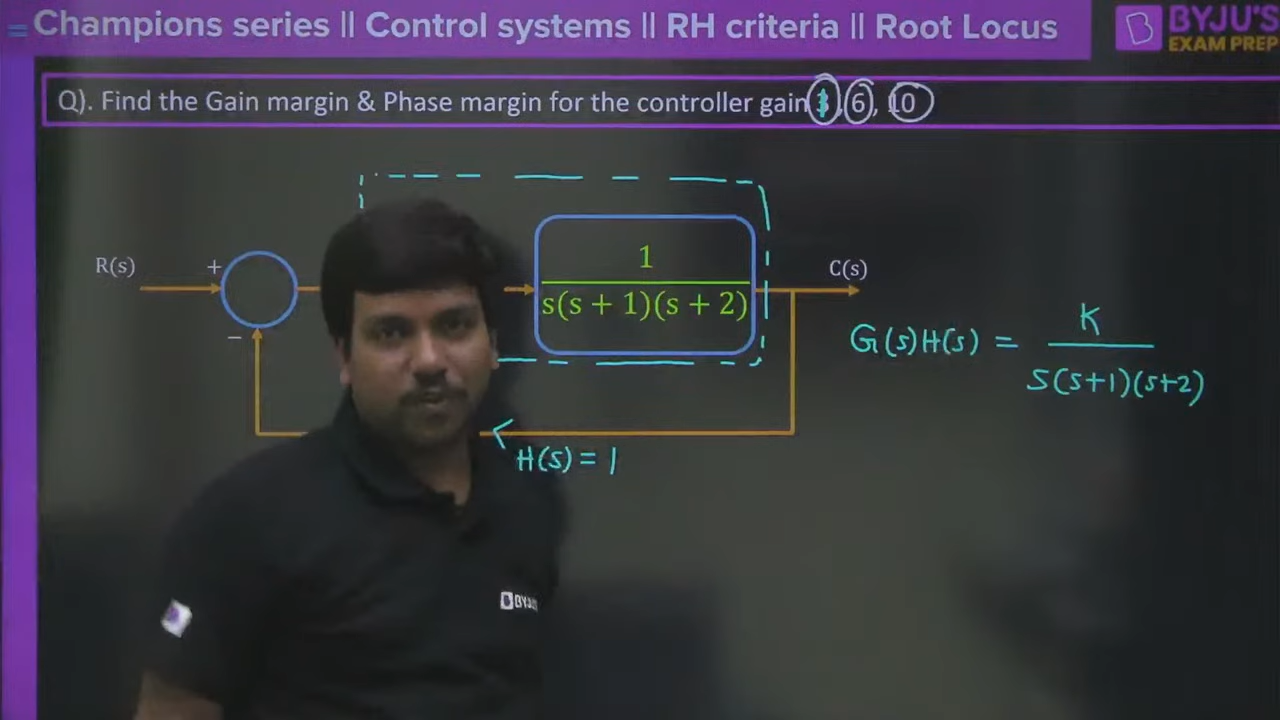 Champions series || Control systems || RH criteria || Root Locus
BYJU'S
EXAM PREP
Q). Find the Gain margin & Phase margin for the controller gain , 6, 10
R(s)
+
−
1
s(s + 1)(s + 2)
C(s)
G(s)H(s) = K
s(s+1)(s+2)
H(s) = 1
BYJU'S